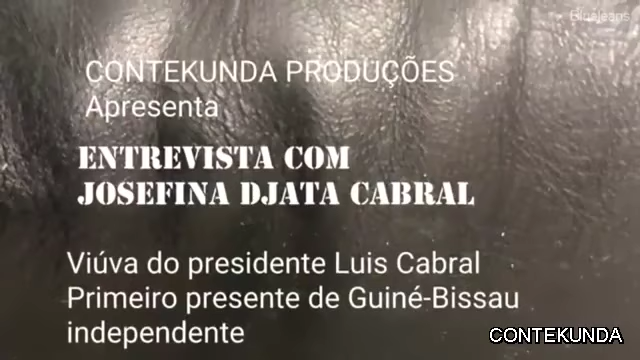 BlueJeans
CONTEKUNDA PRODUÇÕES
Apresenta
ENTREVISTA COM
JOSEFINA DJATA CABRAL
Viúva do presidente Luis Cabral
Primeiro presente de Guiné-Bissau
independente
CONTEKUNDA